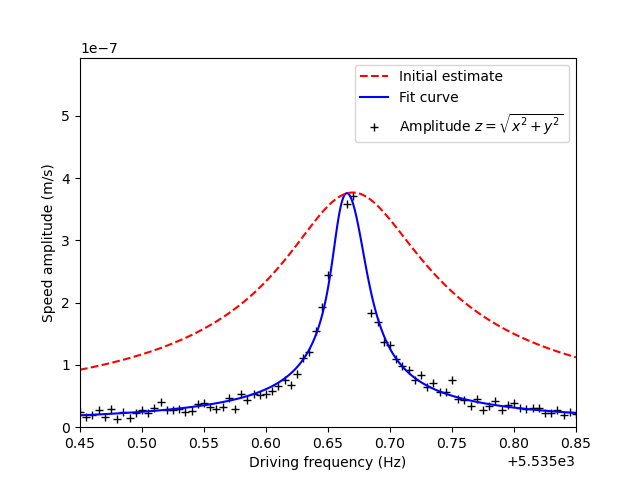 1e−7
Initial estimate
Fit curve
Amplitude z = √x² + y²
5
4
3
2
1
0
Speed amplitude (m/s)
0.45 0.50 0.55 0.60 0.65 0.70 0.75 0.80 0.85
Driving frequency (Hz)
+5.535e3